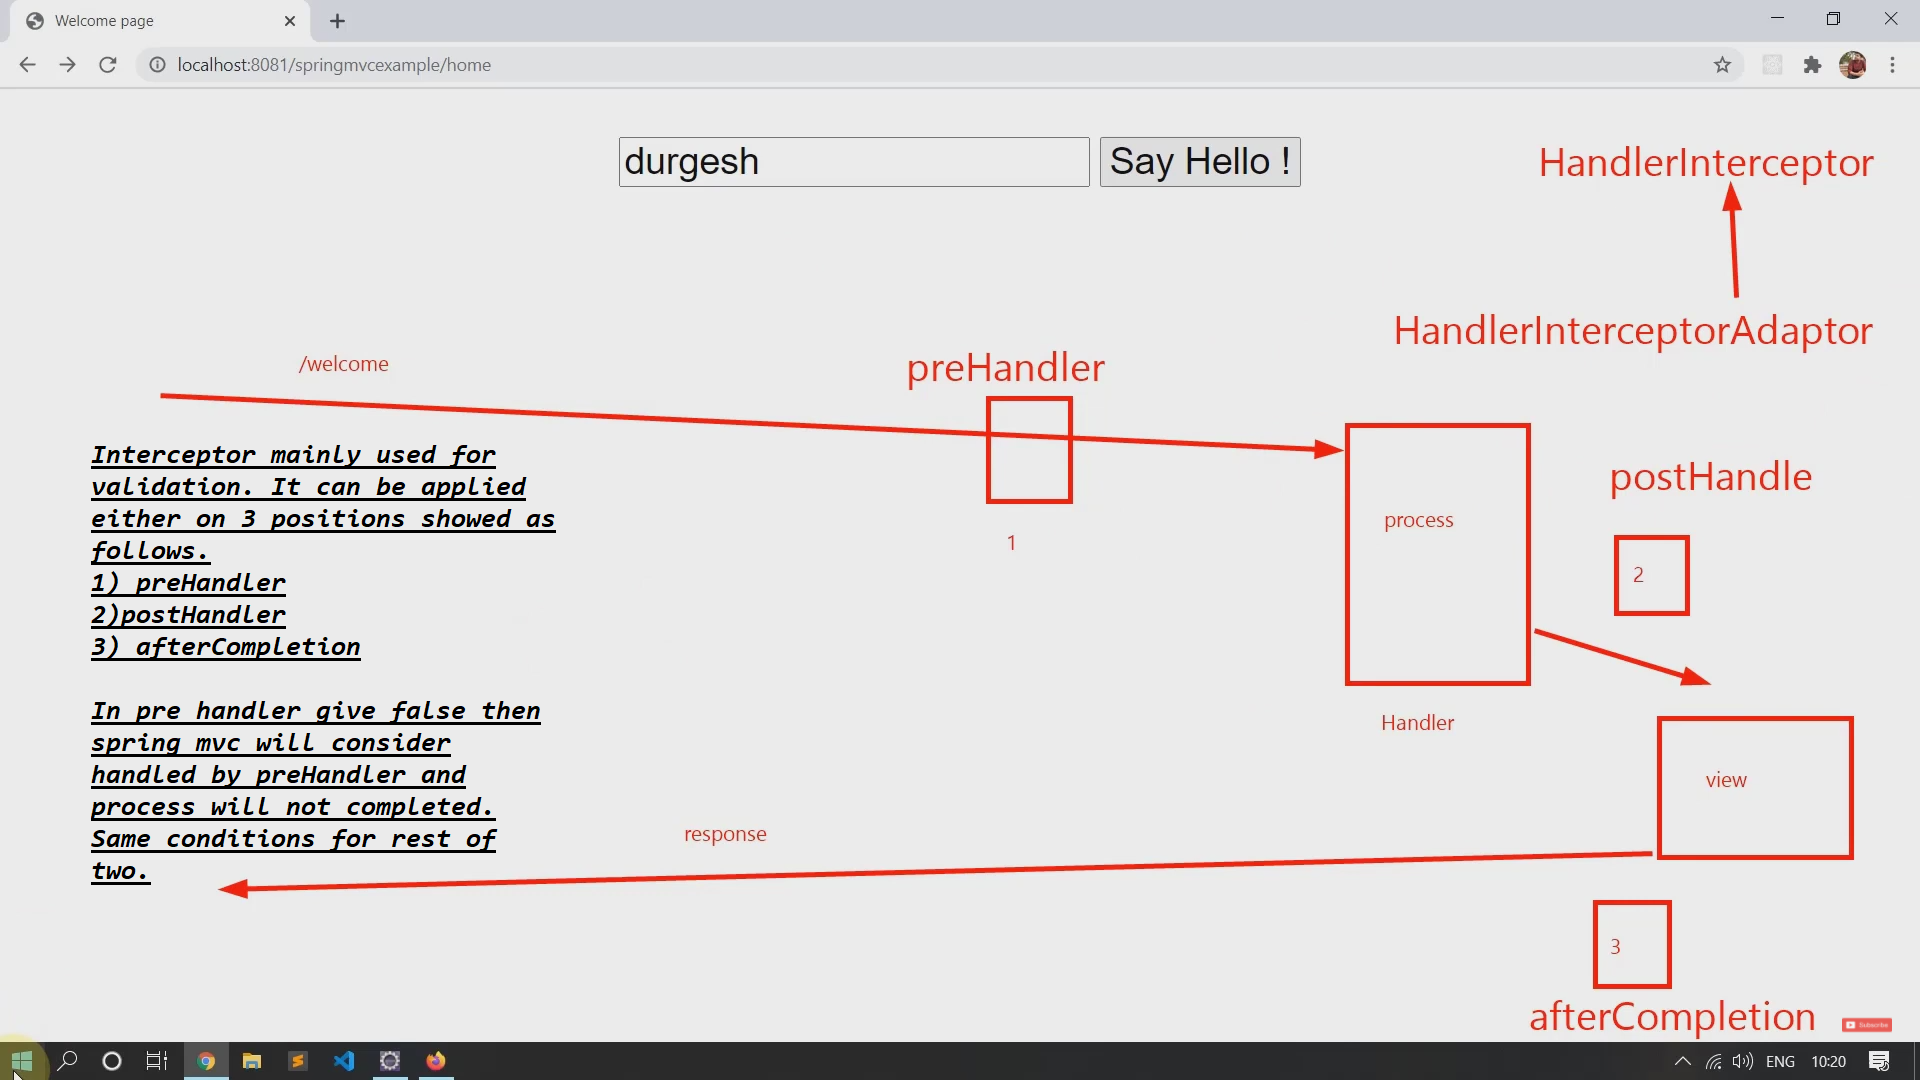 Welcome page
localhost:8081/springmvcexample/home
durgesh
Say Hello !
HandlerInterceptor
HandlerInterceptorAdaptor
/welcome
preHandler
Interceptor mainly used for
validation. It can be applied
either on 3 positions showed as
follows.
1) preHandler
2)postHandler
3) afterCompletion
1
process
postHandle
2
In pre handler give false then
spring mvc will consider
handled by preHandler and
process will not completed.
Same conditions for rest of
two.
Handler
view
response
3
afterCompletion
Subscribe
ENG
10:20